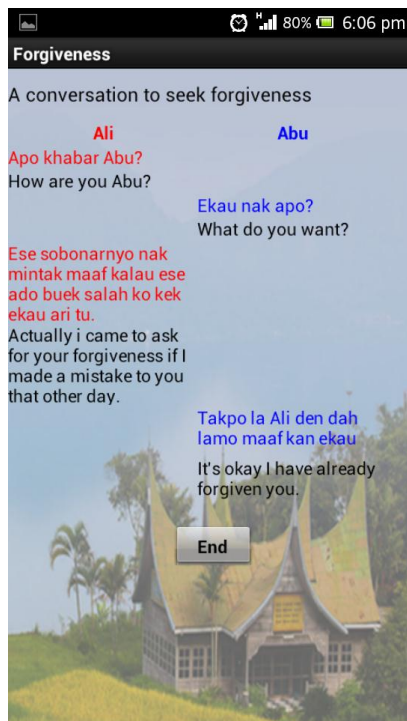 H 80% 6:06 pm
Forgiveness
A conversation to seek forgiveness
Ali
Abu
Apo khabar Abu?
How are you Abu?
Ekau nak apo?
What do you want?
Ese sobonarnyo nak
mintak maaf kalau ese
ado buek salah ko kek
ekau ari tu.
Actually i came to ask
for your forgiveness if I
made a mistake to you
that other day.
Takpo la Ali den dah
lamo maaf kan ekau
It's okay I have already
forgiven you.
End